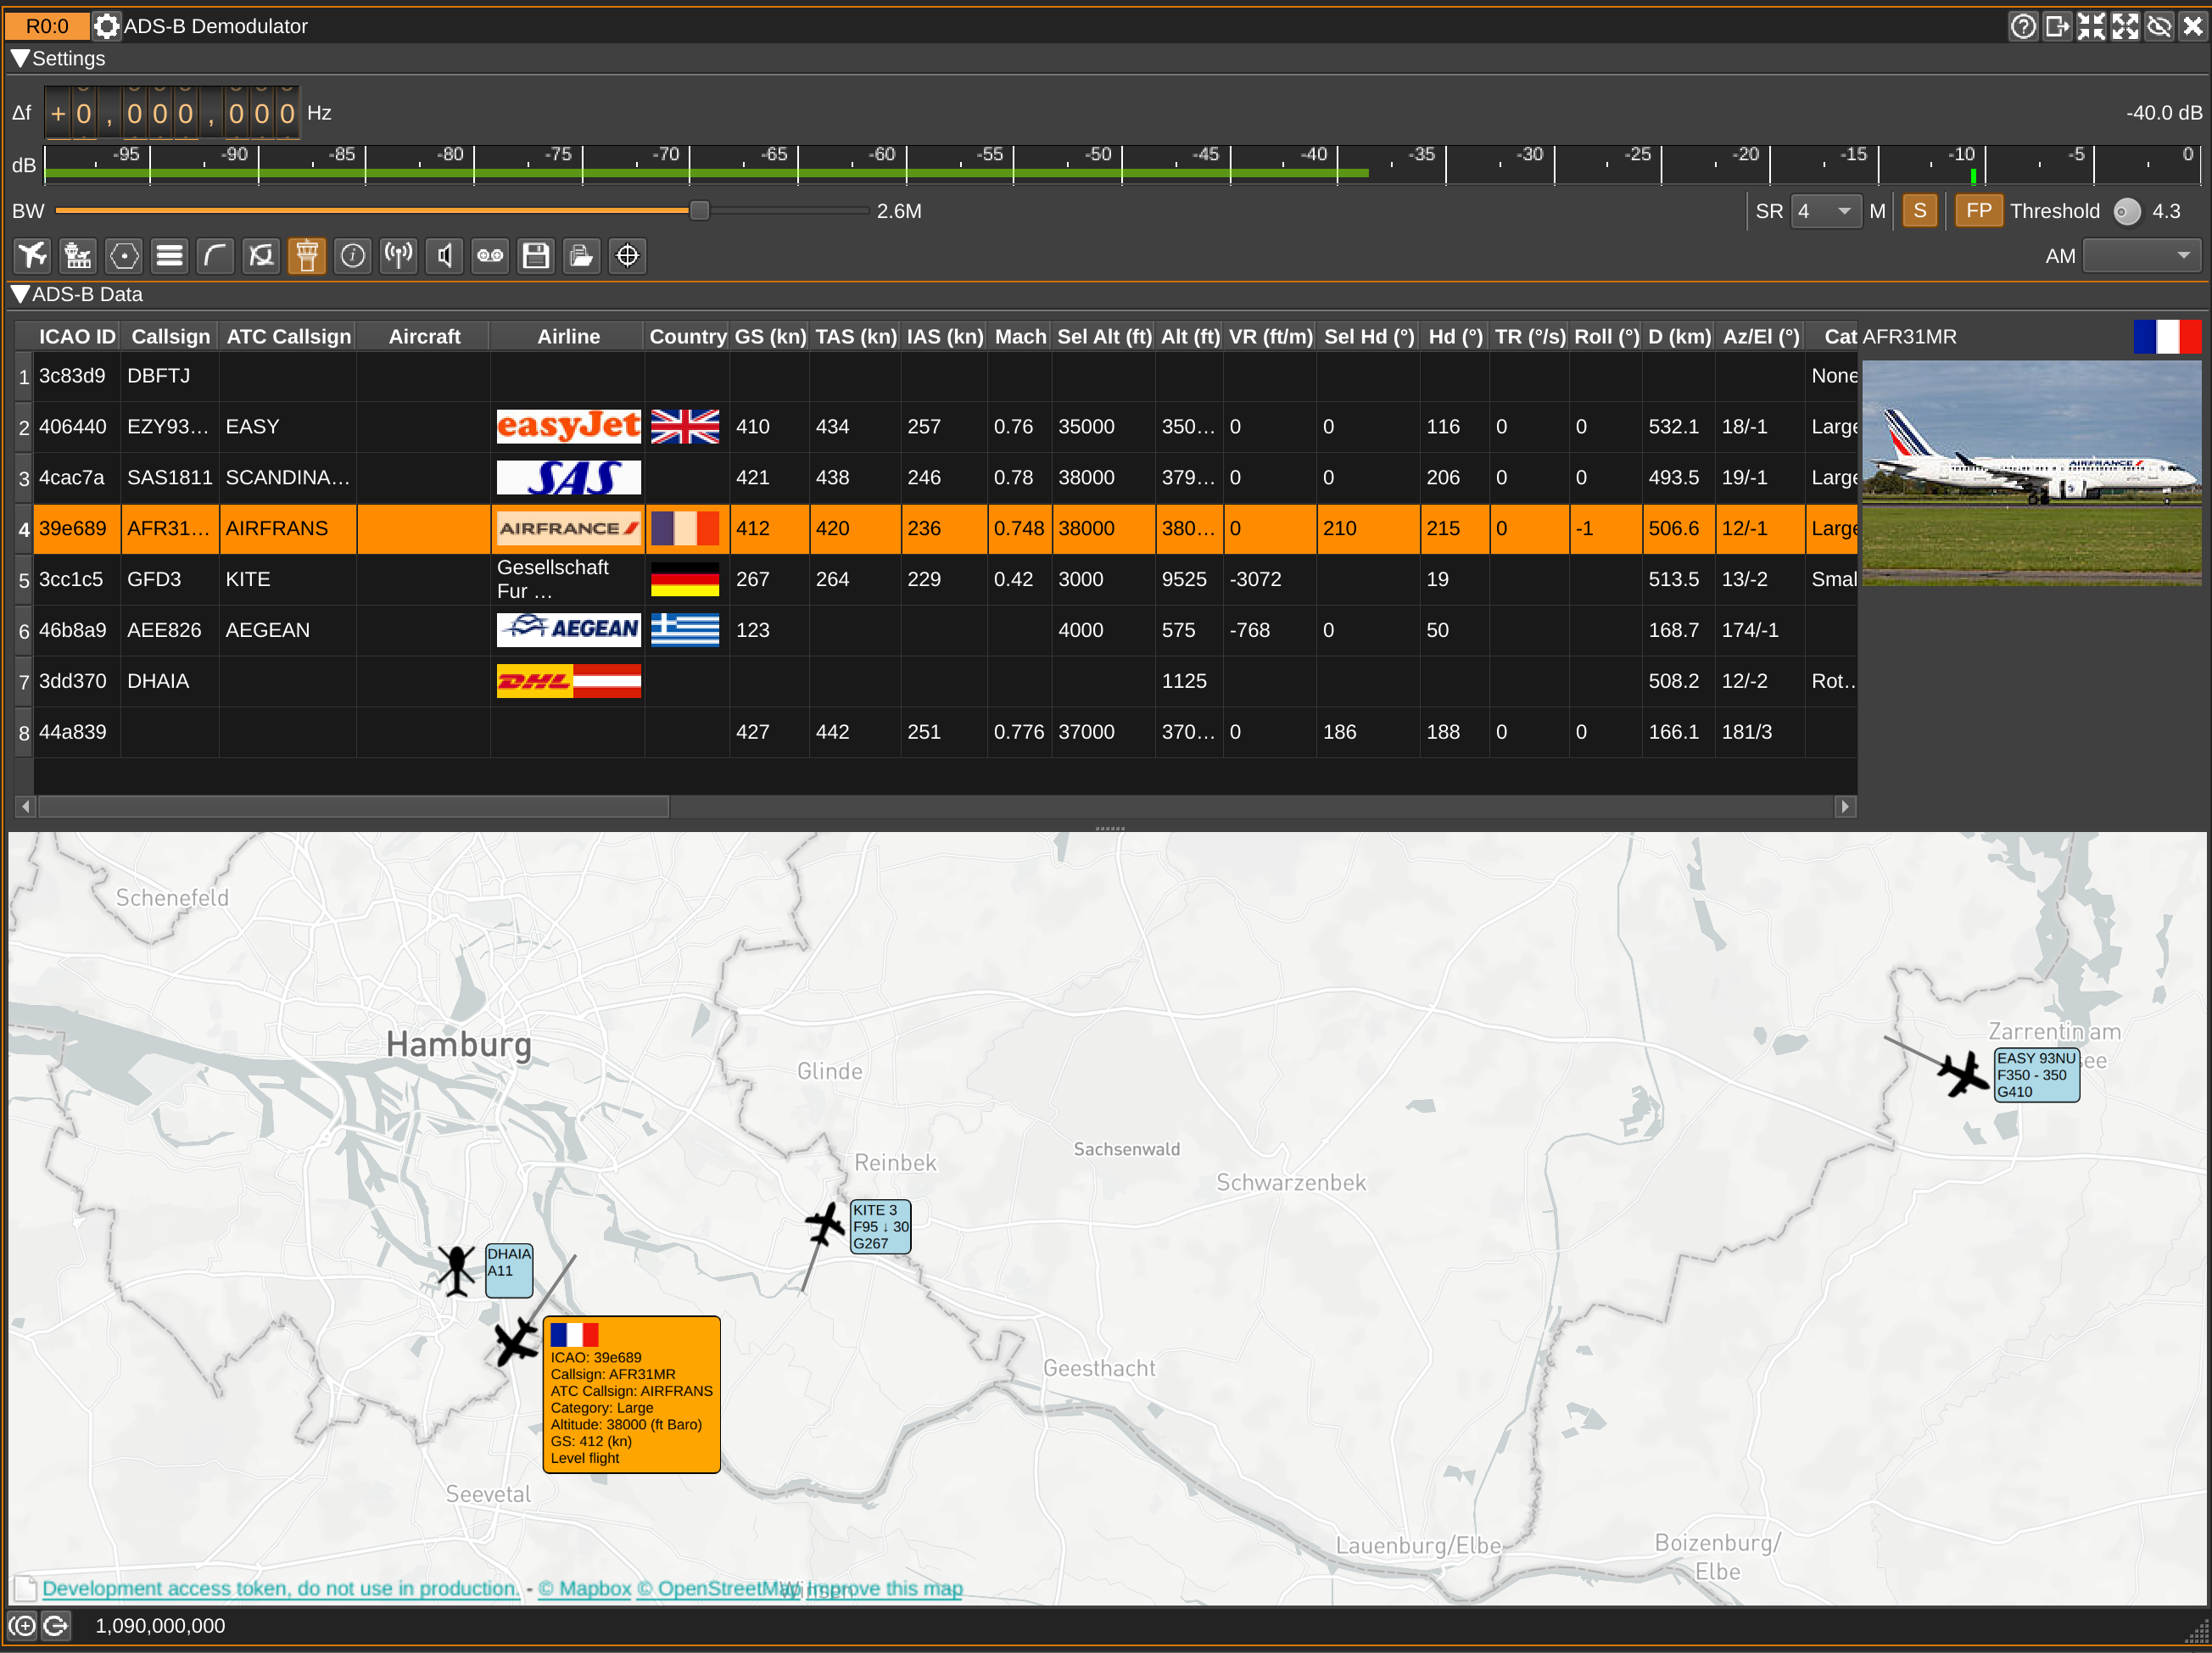 R0:0 ADS-B Demodulator
Settings
Δf +0,000,000 Hz -40.0 dB
dB -95 -90 -85 -80 -75 -70 -65 -60 -55 -50 -45 -40 -35 -30 -25 -20 -15 -10 -5 0
BW 2.6M SR 4 M S FP Threshold 4.3
AM
ADS-B Data
ICAO ID Callsign ATC Callsign Aircraft Airline Country GS (kn) TAS (kn) IAS (kn) Mach Sel Alt (ft) Alt (ft) VR (ft/m) Sel Hd (°) Hd (°) TR (°/s) Roll (°) D (km) Az/El (°) Cat
AFR31MR
AIRFRANCE
1 3c83d9 DBFTJ None
2 406440 EZY93… EASY easyJet 410 434 257 0.76 35000 350… 0 0 116 0 0 532.1 18/-1 Large
3 4cac7a SAS1811 SCANDINA… SAS 421 438 246 0.78 38000 379… 0 0 206 0 0 493.5 19/-1 Large
4 39e689 AFR31… AIRFRANS AIRFRANCE 412 420 236 0.748 38000 380… 0 210 215 0 -1 506.6 12/-1 Large
5 3cc1c5 GFD3 KITE Gesellschaft Fur … 267 264 229 0.42 3000 9525 -3072 19 513.5 13/-2 Smal
6 46b8a9 AEE826 AEGEAN AEGEAN 123 4000 575 -768 0 50 168.7 174/-1
7 3dd370 DHAIA DHL 1125 508.2 12/-2 Rot…
8 44a839 427 442 251 0.776 37000 370… 0 186 188 0 0 166.1 181/3
Schenefeld
Hamburg
Glinde
Zarrentin am
ee
EASY 93NU
F350 - 350
G410
Sachsenwald
Reinbek
Schwarzenbek
KITE 3
F95 ↓ 30
G267
DHAIA
A11
ICAO: 39e689
Callsign: AFR31MR
ATC Callsign: AIRFRANS
Category: Large
Altitude: 38000 (ft Baro)
GS: 412 (kn)
Level flight
Geesthacht
Seevetal
Lauenburg/Elbe
Boizenburg/
Elbe
Winsen
Development access token, do not use in production. - © Mapbox © OpenStreetMap Improve this map
1,090,000,000